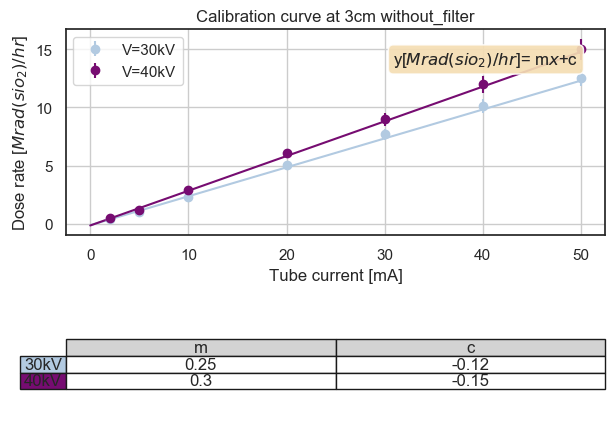 Calibration curve at 3cm without_filter
Dose rate [Mrad(sio₂)/hr]
15
10
5
0
V=30kV
V=40kV
y[Mrad(sio₂)/hr]= mx+c
0 10 20 30 40 50
Tube current [mA]
m c
30kV 0.25 -0.12
40kV 0.3 -0.15